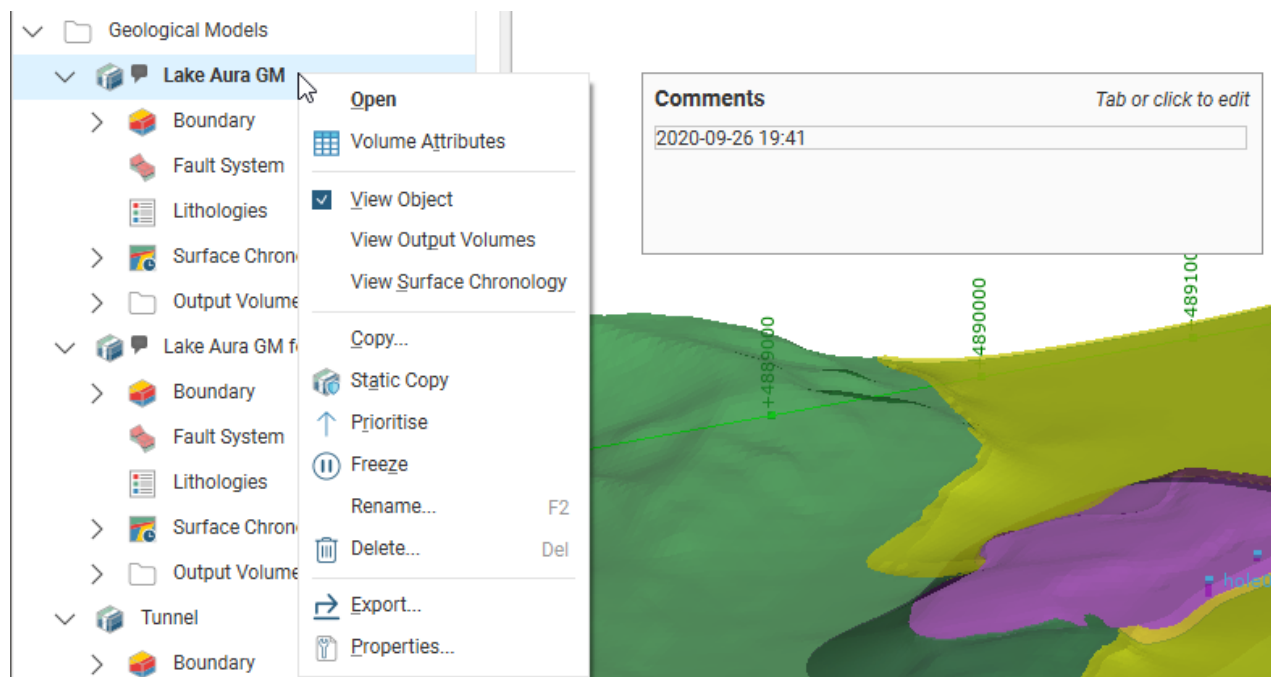 Geological Models
Lake Aura GM
Boundary
Fault System
Lithologies
Surface Chron
Output Volume
Lake Aura GM f
Boundary
Fault System
Lithologies
Surface Chron
Output Volume
Tunnel
Boundary
Open
Volume Attributes
View Object
View Output Volumes
View Surface Chronology
Copy...
Static Copy
Prioritise
Freeze
Rename... F2
Delete... Del
Export...
Properties...
Comments Tab or click to edit
2020-09-26 19:41
+4889000
+4890000
+489100